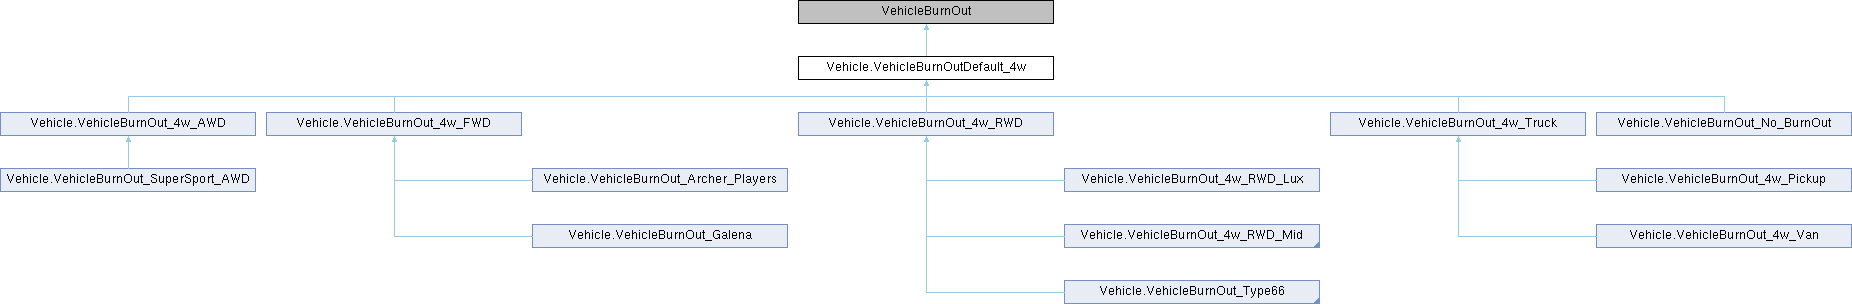 VehicleBurnOut
Vehicle.VehicleBurnOutDefault_4w
Vehicle.VehicleBurnOut_4w_AWD
Vehicle.VehicleBurnOut_4w_FWD
Vehicle.VehicleBurnOut_4w_RWD
Vehicle.VehicleBurnOut_4w_Truck
Vehicle.VehicleBurnOut_No_BurnOut
Vehicle.VehicleBurnOut_SuperSport_AWD
Vehicle.VehicleBurnOut_Archer_Players
Vehicle.VehicleBurnOut_4w_RWD_Lux
Vehicle.VehicleBurnOut_4w_Pickup
Vehicle.VehicleBurnOut_Galena
Vehicle.VehicleBurnOut_4w_RWD_Mid
Vehicle.VehicleBurnOut_4w_Van
Vehicle.VehicleBurnOut_Type66